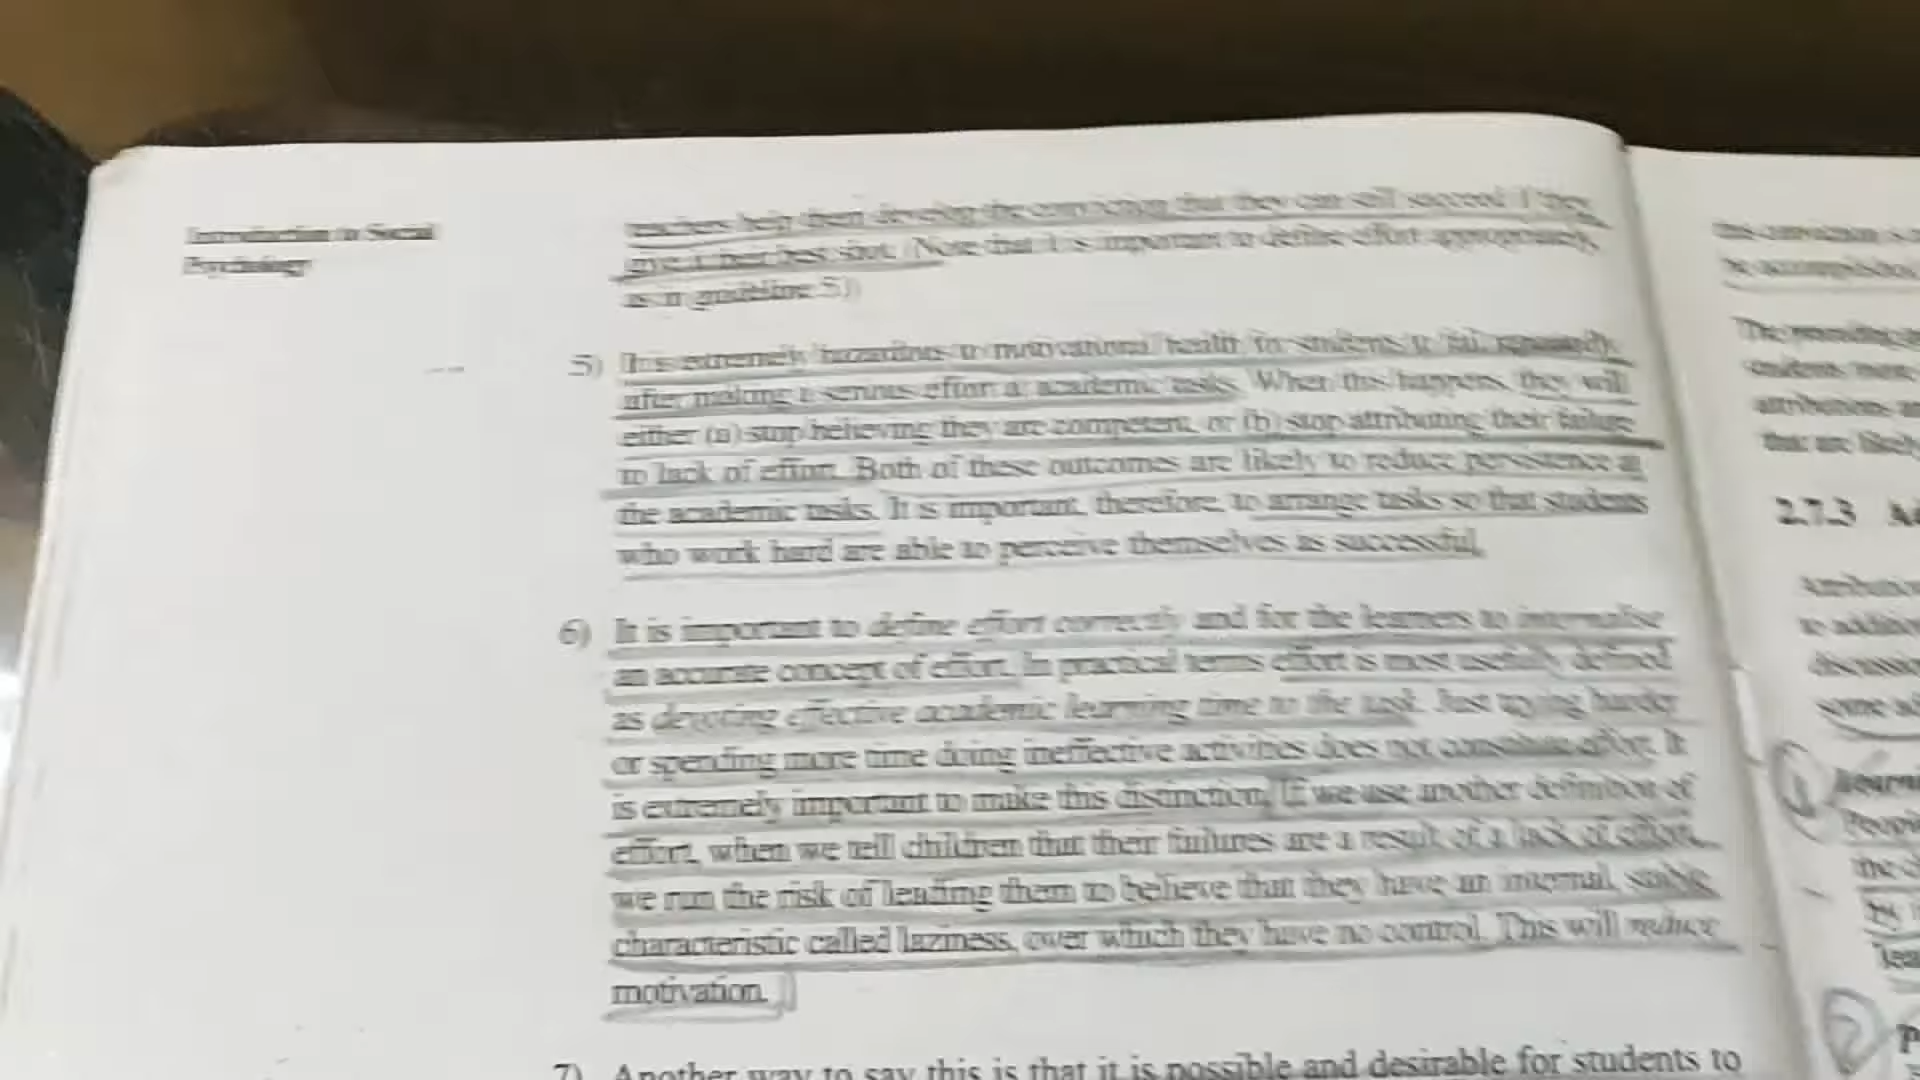 Introduction to Social
Psychology
teachers help them develop the conviction that they can still succeed if they
give it their best shot. (Note that it is important to define effort appropriately,
as in guideline 5))
5) It is extremely hazardous to motivational health for students to fail repeatedly
after making a serious effort at academic tasks. When this happens, they will
either (a) stop believing they are competent, or (b) stop attributing their failure
to lack of effort. Both of these outcomes are likely to reduce persistence at
the academic tasks. It is important, therefore, to arrange tasks so that students
who work hard are able to perceive themselves as successful.
6) It is important to define effort correctly and for the learners to internalise
an accurate concept of effort. In practical terms effort is most usefully defined
as devoting effective academic learning time to the task. Just trying harder
or spending more time doing ineffective activities does not constitute effort. It
is extremely important to make this distinction. If we use another definition of
effort, when we tell children that their failures are a result of a lack of effort,
we run the risk of leading them to believe that they have an internal, stable
characteristic called laziness, over which they have no control. This will reduce
motivation.
7) Another way to say this is that it is possible and desirable for students to
The preceding
attributions
that are likely
2.7.3
some
1
2